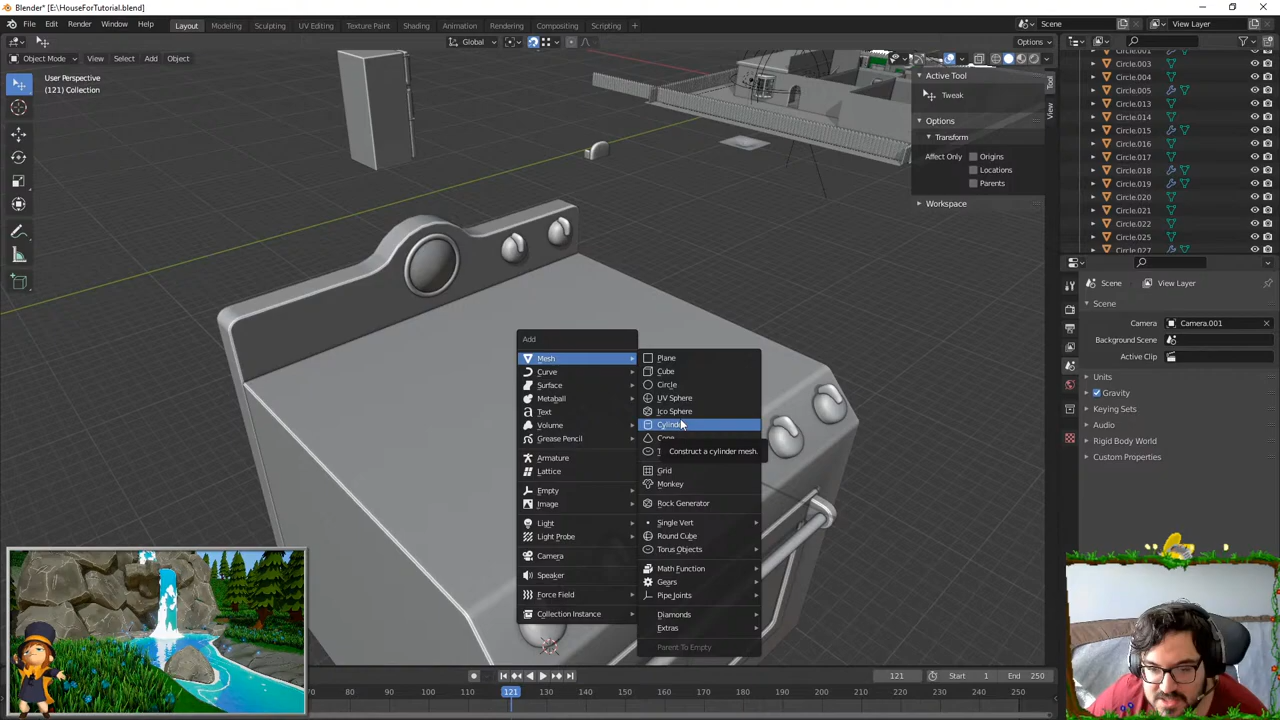 Blender* [E:\HouseForTutorial.blend]
File Edit Render Window Help Layout Modeling Sculpting UV Editing Texture Paint Shading Animation Rendering Compositing Scripting + Scene View Layer
Global Options
Object Mode View Select Add Object
User Perspective
(121) Collection
Active Tool
Tweak
Options
Transform
Affect Only Origins
Locations
Parents
Workspace
Tool
View
Circle.001
Circle.003
Circle.004
Circle.005
Circle.013
Circle.014
Circle.015
Circle.016
Circle.017
Circle.018
Circle.019
Circle.020
Circle.021
Circle.022
Circle.025
Circle.027
Scene View Layer
Scene
Camera Camera.001
Background Scene
Active Clip
Units
Gravity
Keying Sets
Audio
Rigid Body World
Custom Properties
Add
Mesh
Curve
Surface
Metaball
Text
Volume
Grease Pencil
Armature
Lattice
Empty
Image
Light
Light Probe
Camera
Speaker
Force Field
Collection Instance
Plane
Cube
Circle
UV Sphere
Ico Sphere
Cylinder
Cone
Construct a cylinder mesh.
Grid
Monkey
Rock Generator
Single Vert
Round Cube
Torus Objects
Math Function
Gears
Pipe Joints
Diamonds
Extras
Parent To Empty
121 Start 1 End 250
70 80 90 100 110 121 130 140 150 160 170 180 190 200 210 220 230 240 250